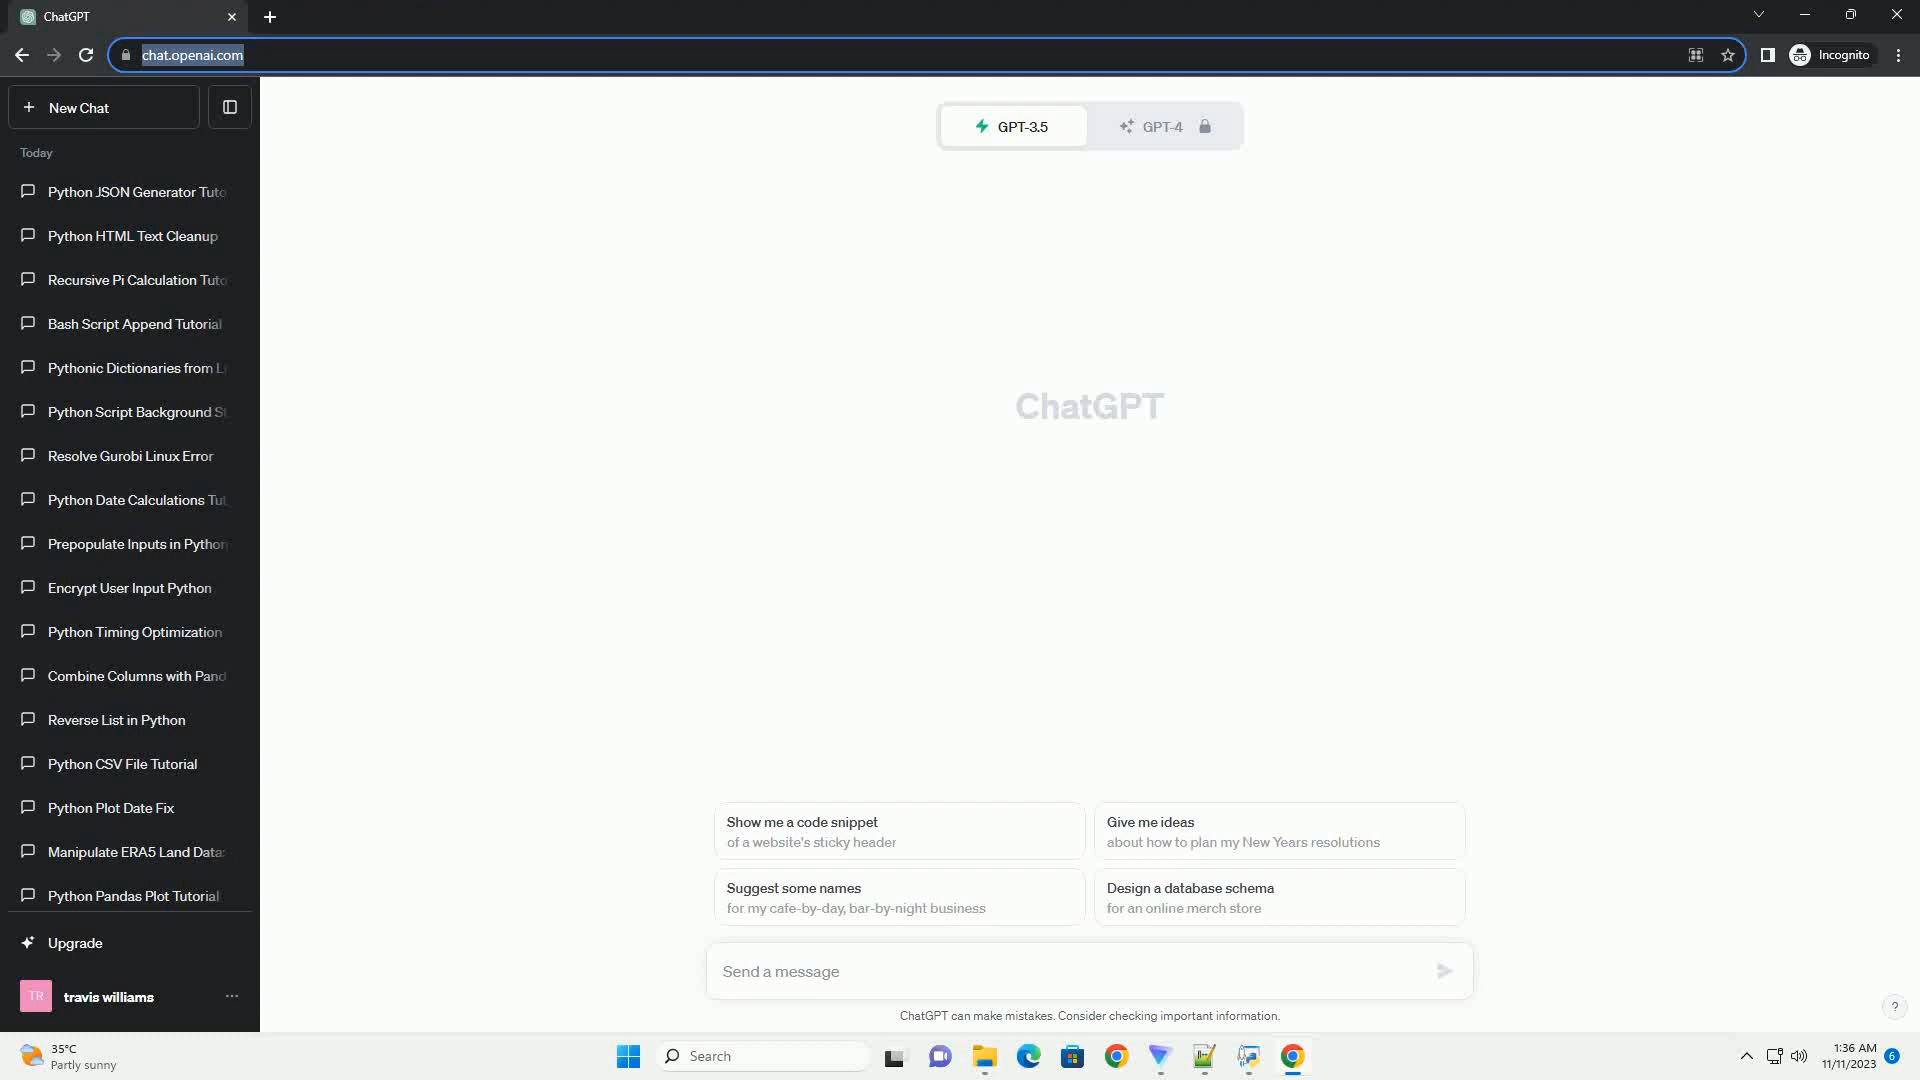 ChatGPT
chat.openai.com
Incognito
New Chat
Today
Python JSON Generator Tuto
Python HTML Text Cleanup
Recursive Pi Calculation Tuto
Bash Script Append Tutorial
Pythonic Dictionaries from Li
Python Script Background St
Resolve Gurobi Linux Error
Python Date Calculations Tut
Prepopulate Inputs in Python
Encrypt User Input Python
Python Timing Optimization
Combine Columns with Pand
Reverse List in Python
Python CSV File Tutorial
Python Plot Date Fix
Manipulate ERA5 Land Data:
Python Pandas Plot Tutorial
Upgrade
TR travis williams
GPT-3.5
GPT-4
ChatGPT
Show me a code snippet
of a website's sticky header
Give me ideas
about how to plan my New Years resolutions
Suggest some names
for my cafe-by-day, bar-by-night business
Design a database schema
for an online merch store
Send a message
ChatGPT can make mistakes. Consider checking important information.
?
35°C
Partly sunny
Search
1:36 AM
11/11/2023
6